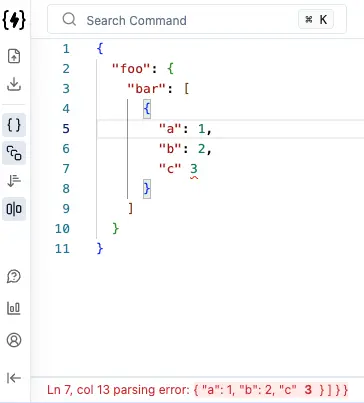 Search Command ⌘ K
1 {
2 "foo": {
3 "bar": [
4 {
5 "a": 1,
6 "b": 2,
7 "c" 3
8 }
9 ]
10 }
11 }
Ln 7, col 13 parsing error: { "a": 1, "b": 2, "c" 3 } ] } }